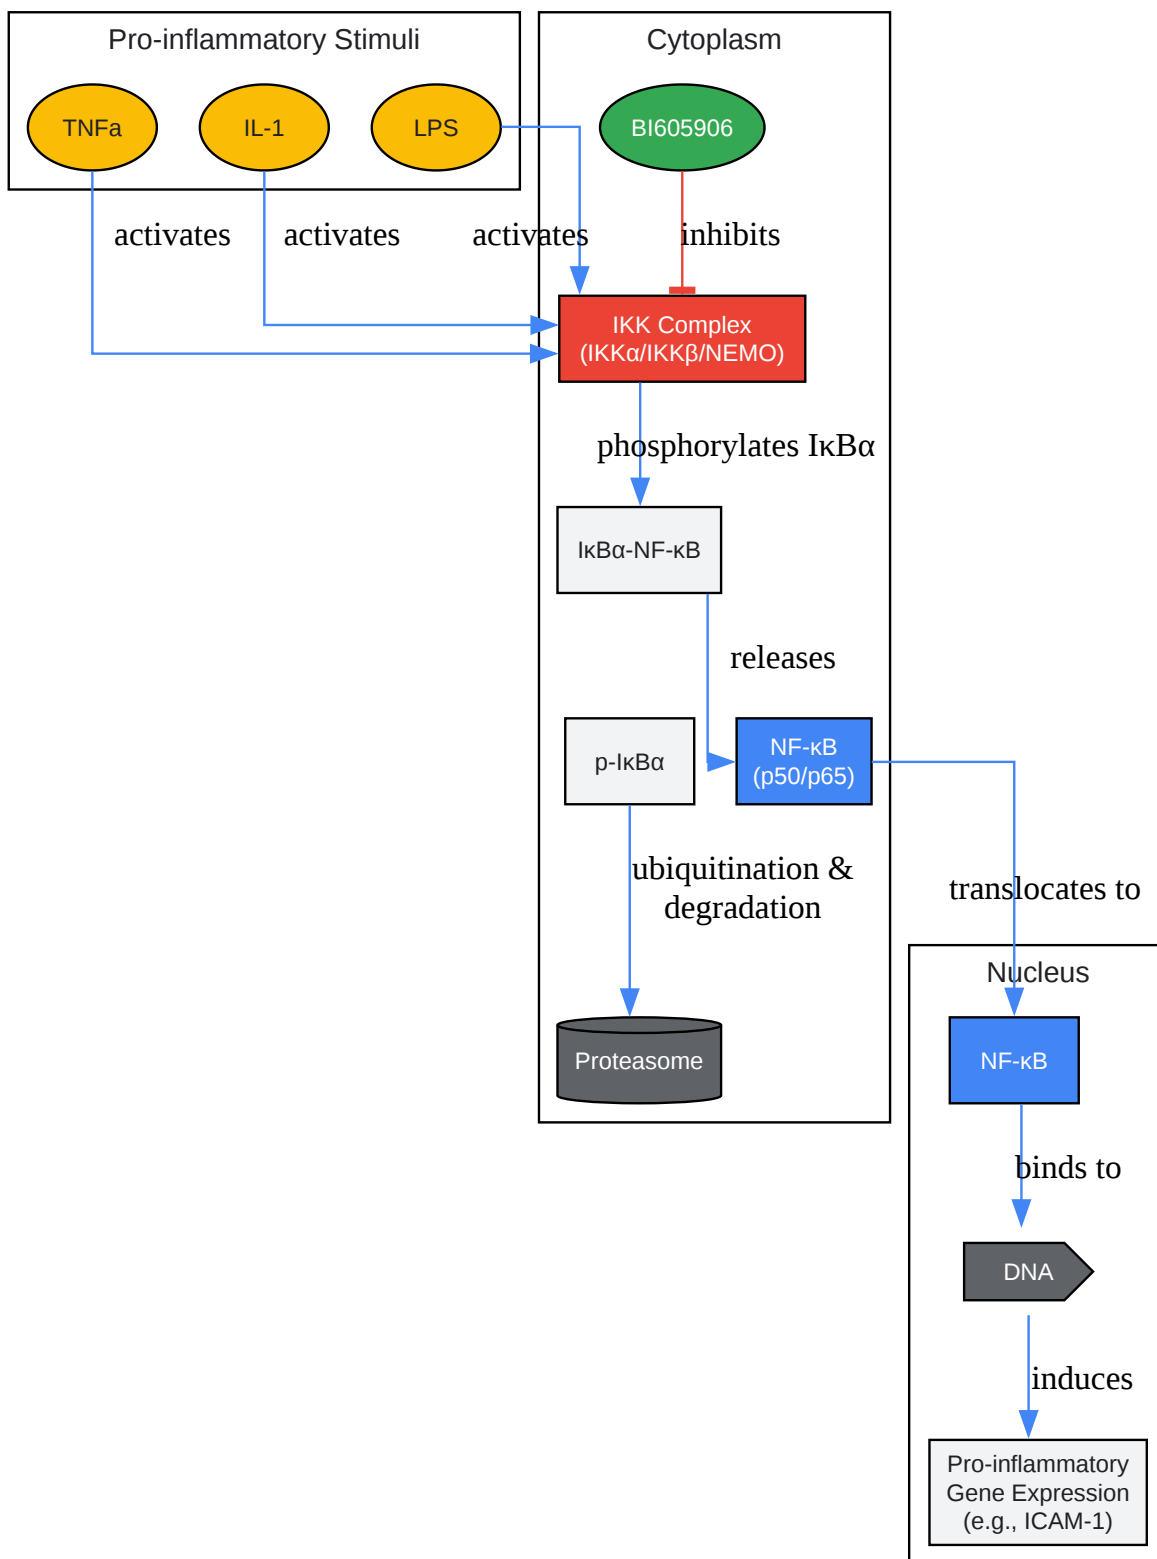 Pro-inflammatory Stimuli
Cytoplasm
TNFa
IL-1
LPS
BI605906
activates
activates
activates
inhibits
IKK Complex
(IKKα/IKKβ/NEMO)
phosphorylates IκBα
IκBα-NF-κB
releases
p-IκBα
NF-κB
(p50/p65)
ubiquitination &
degradation
translocates to
Nucleus
Proteasome
NF-κB
binds to
DNA
induces
Pro-inflammatory
Gene Expression
(e.g., ICAM-1)